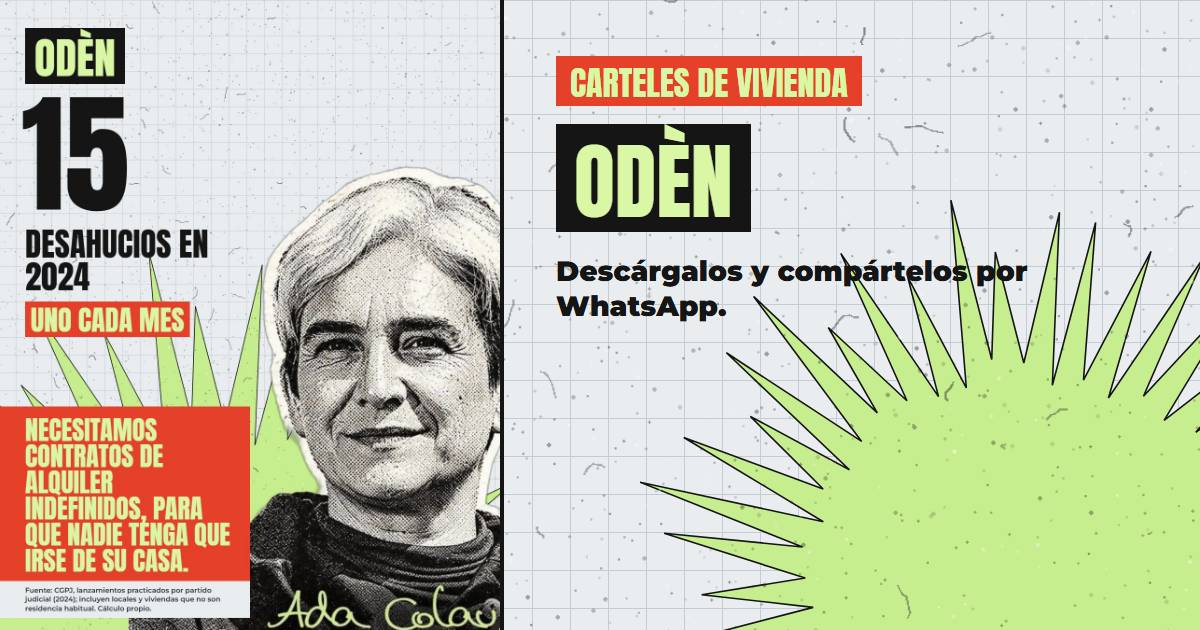 ODÈN
15
DESAHUCIOS EN
2024
UNO CADA MES
NECESITAMOS
CONTRATOS DE
ALQUILER
INDEFINIDOS, PARA
QUE NADIE TENGA QUE
IRSE DE SU CASA.
Fuente: CGPJ, lanzamientos practicados por partido
judicial (2024); incluyen locales y viviendas que no son
residencia habitual. Cálculo propio.
Ada Colau
CARTELES DE VIVIENDA
ODÈN
Descárgalos y compártelos por
WhatsApp.